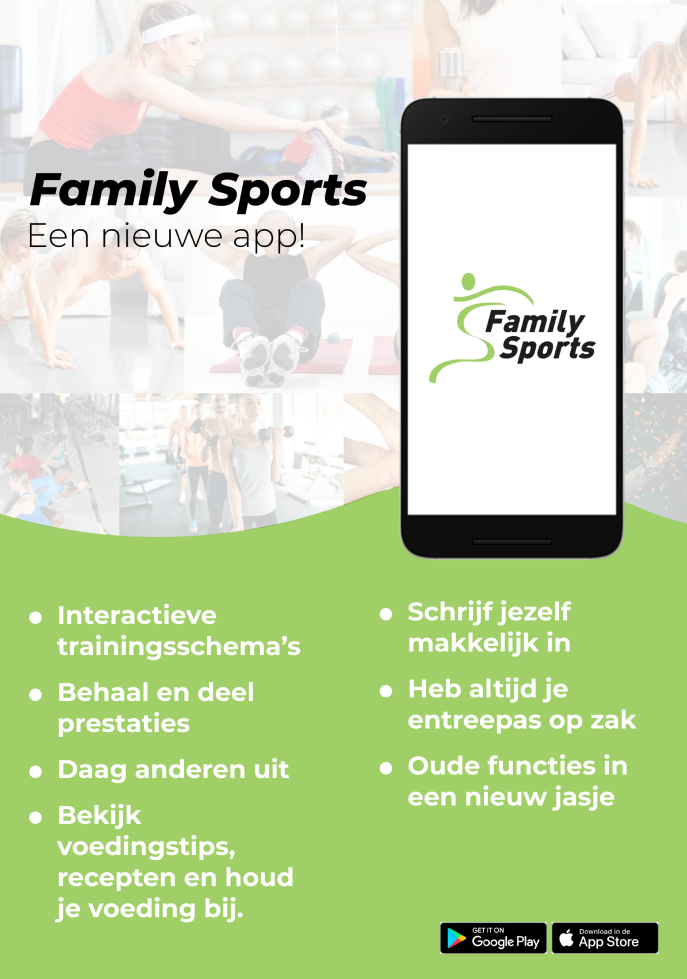 Family Sports
Een nieuwe app!
Family
Sports
Interactieve
trainingsschema’s
Behaal en deel
prestaties
Daag anderen uit
Bekijk
voedingstips,
recepten en houd
je voeding bij.
Schrijf jezelf
makkelijk in
Heb altijd je
entreepas op zak
Oude functies in
een nieuw jasje
GET IT ON
Google Play
Download in de
App Store